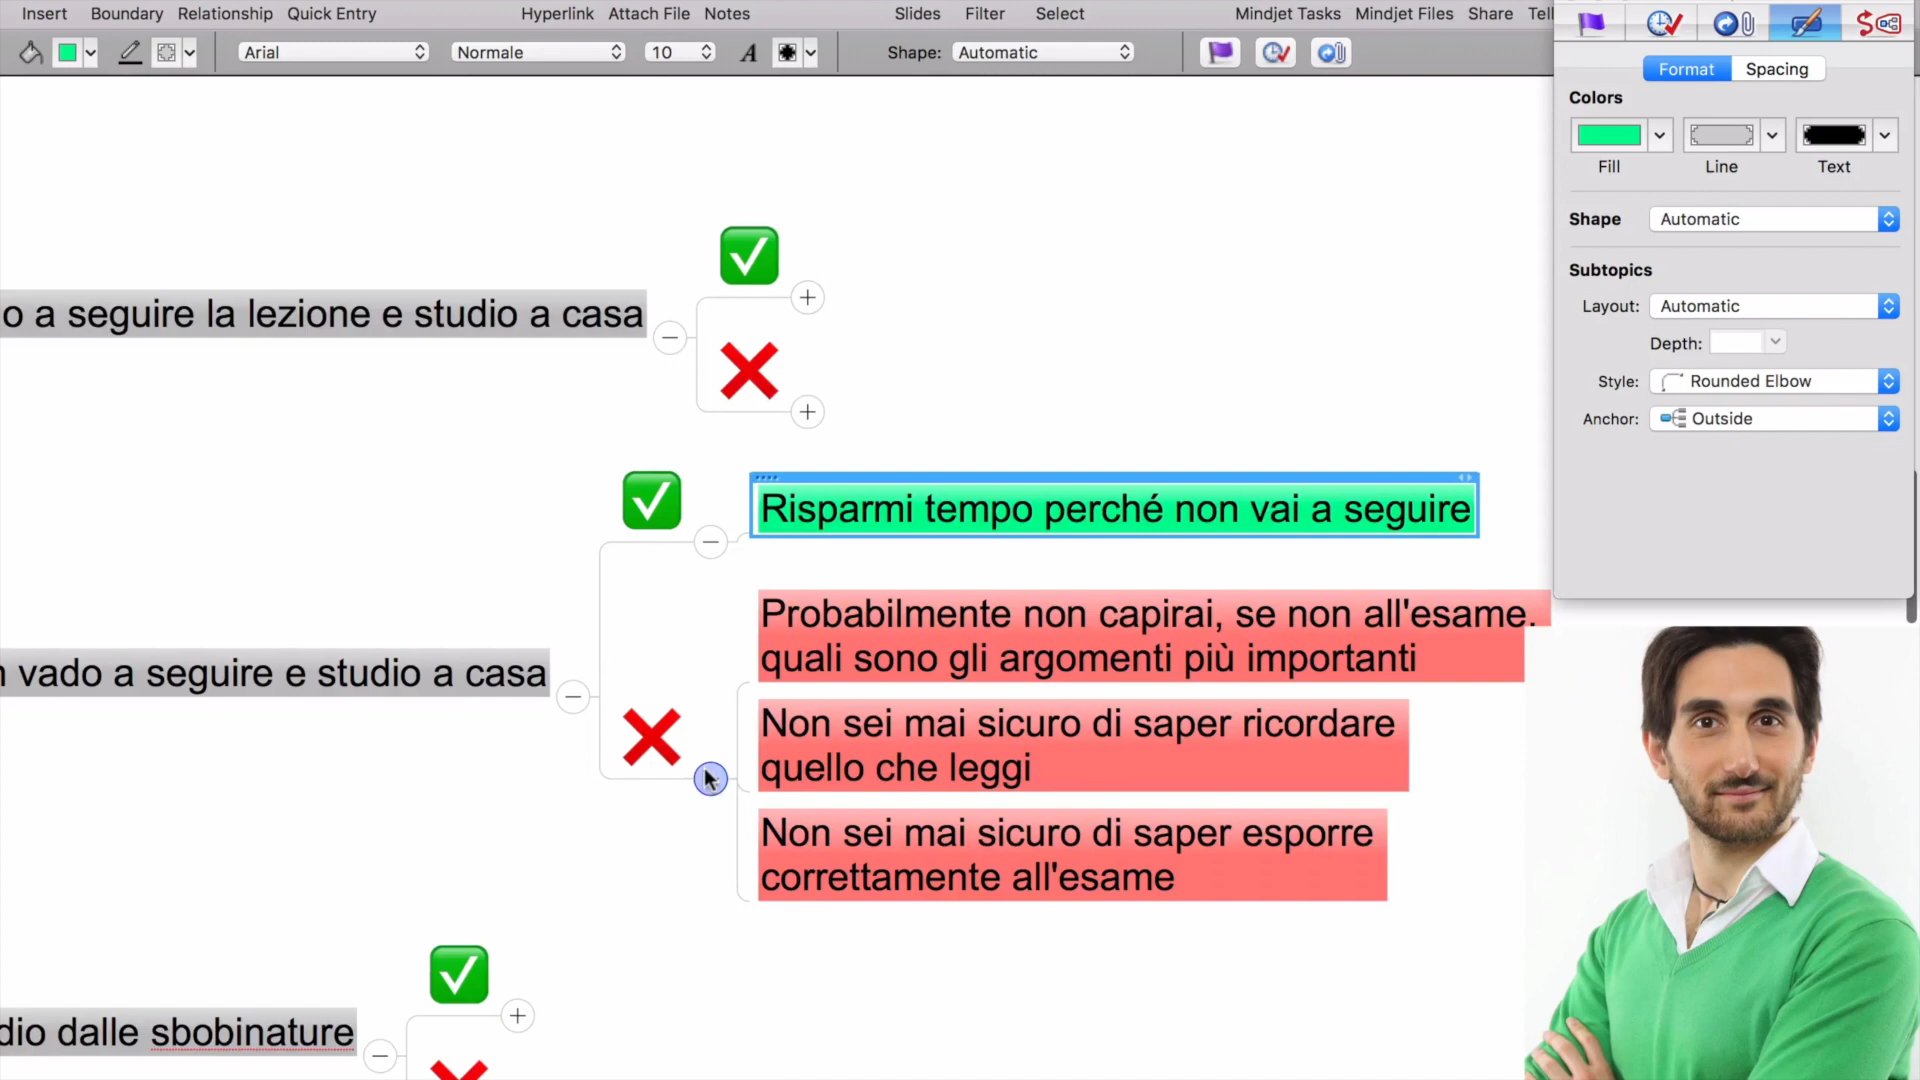 Insert Boundary Relationship Quick Entry Hyperlink Attach File Notes Slides Filter Select Mindjet Tasks Mindjet Files Share Tell
Arial Normale 10 A Shape: Automatic
Format Spacing
Colors
Fill Line Text
Shape Automatic
Subtopics
Layout: Automatic
Depth:
Style: Rounded Elbow
Anchor: Outside
o a seguire la lezione e studio a casa
Risparmi tempo perché non vai a seguire
Probabilmente non capirai, se non all'esame,
quali sono gli argomenti più importanti
vado a seguire e studio a casa
Non sei mai sicuro di saper ricordare
quello che leggi
Non sei mai sicuro di saper esporre
correttamente all'esame
dio dalle sbobinature